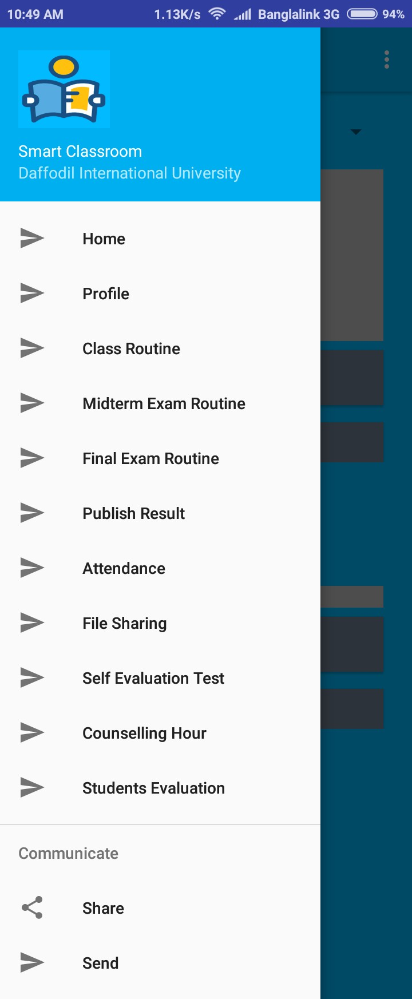 10:49 AM 1.13K/s Banglalink 3G 94%
Smart Classroom
Daffodil International University
Home
Profile
Class Routine
Midterm Exam Routine
Final Exam Routine
Publish Result
Attendance
File Sharing
Self Evaluation Test
Counselling Hour
Students Evaluation
Communicate
Share
Send